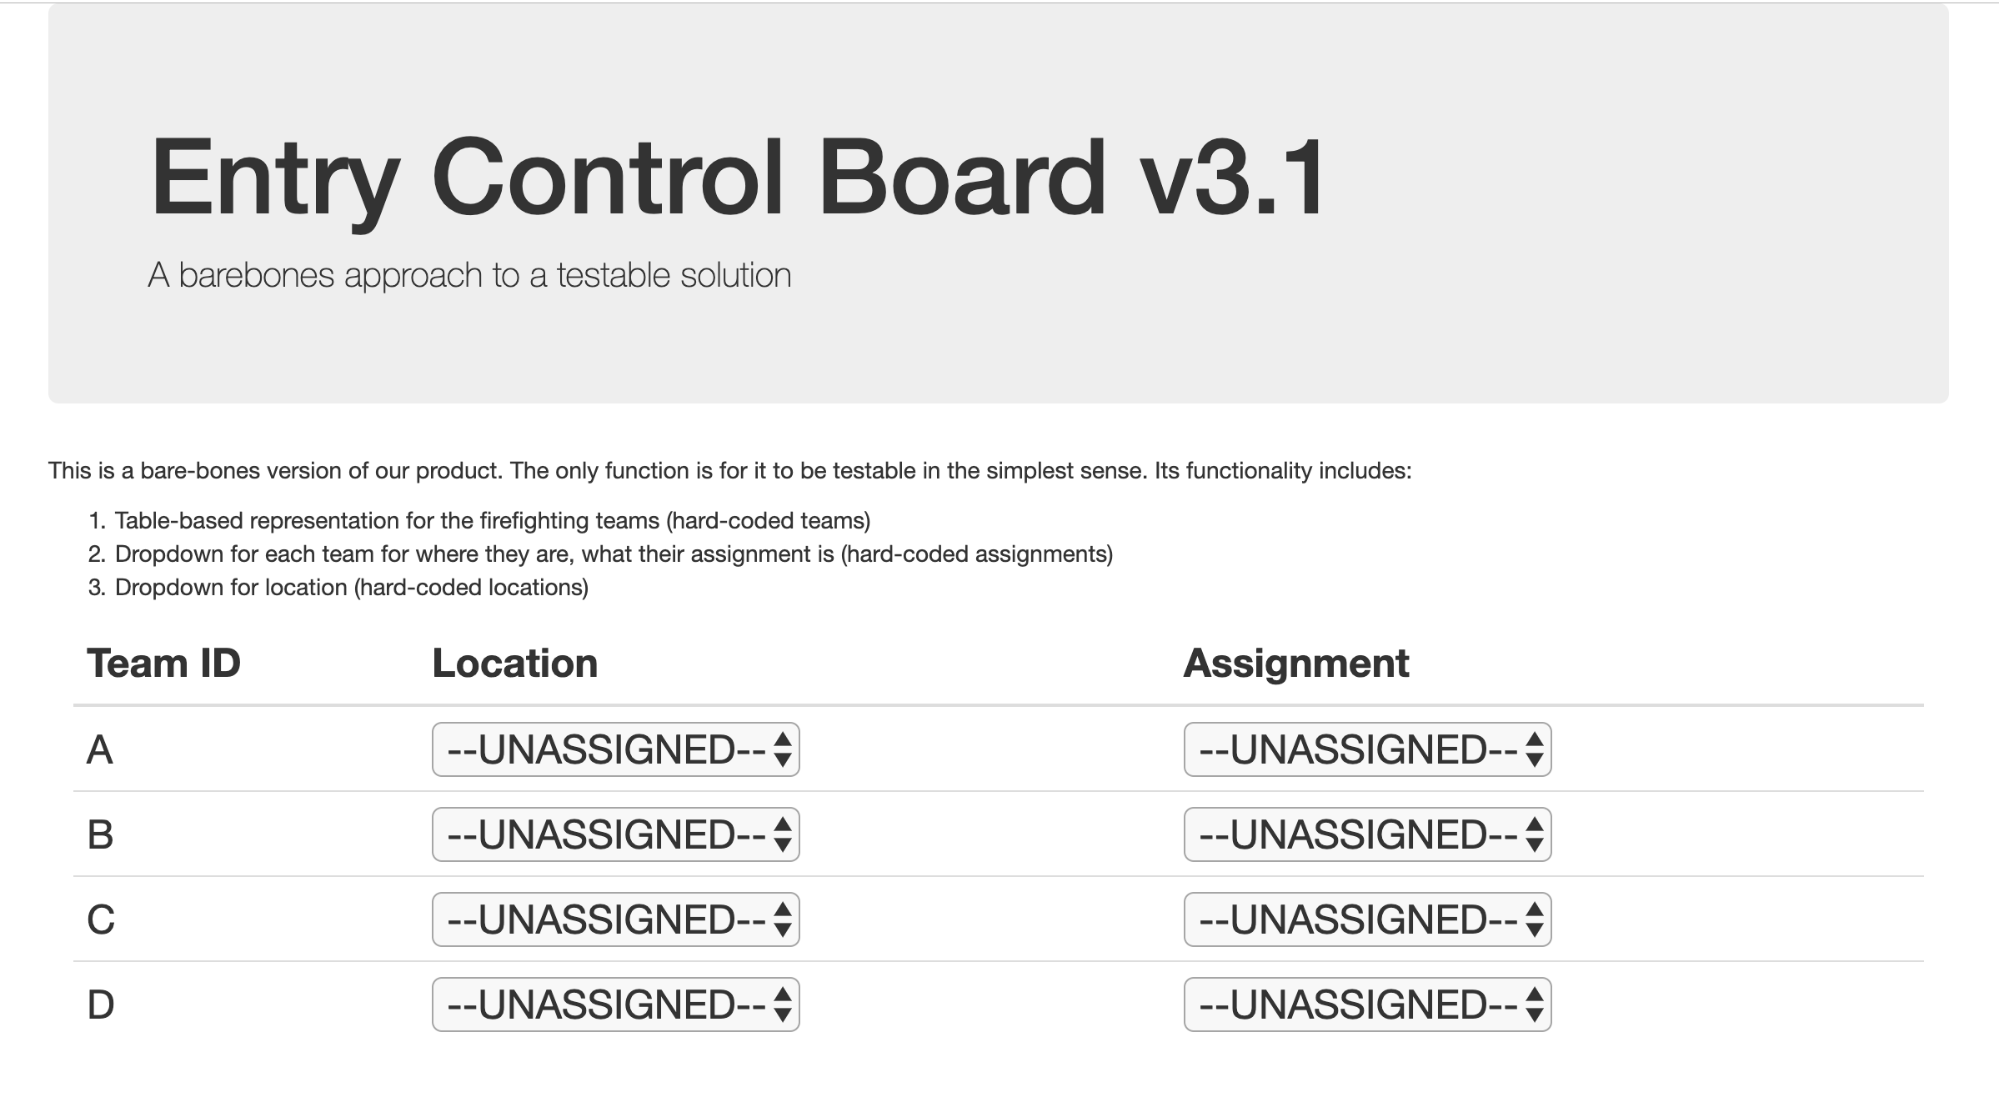 Entry Control Board v3.1
A barebones approach to a testable solution
This is a bare-bones version of our product. The only function is for it to be testable in the simplest sense. Its functionality includes:
1. Table-based representation for the firefighting teams (hard-coded teams)
2. Dropdown for each team for where they are, what their assignment is (hard-coded assignments)
3. Dropdown for location (hard-coded locations)
Team ID Location Assignment
A --UNASSIGNED-- --UNASSIGNED--
B --UNASSIGNED-- --UNASSIGNED--
C --UNASSIGNED-- --UNASSIGNED--
D --UNASSIGNED-- --UNASSIGNED--